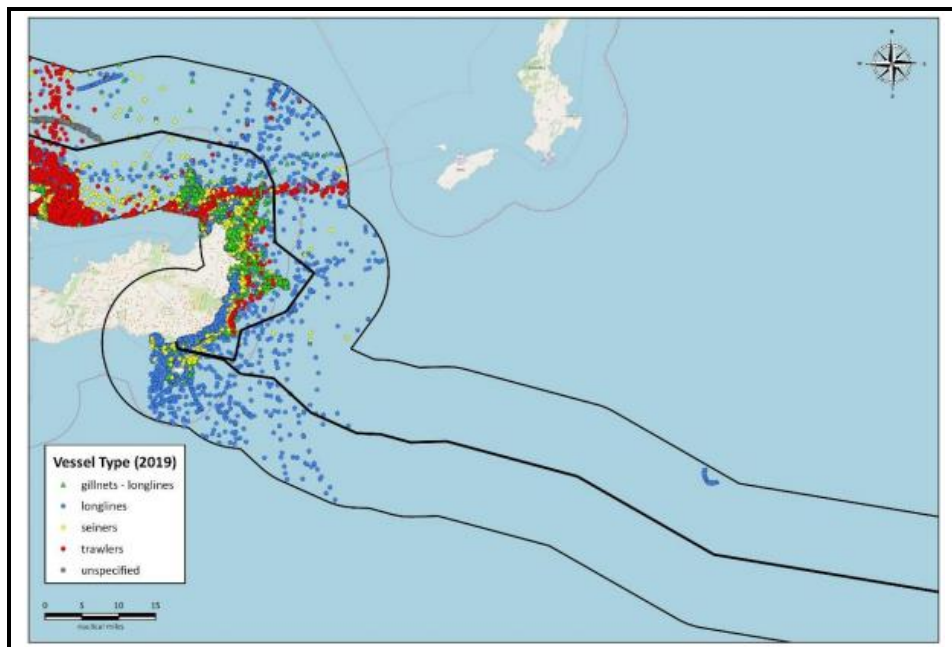 Vessel Type (2019)
gillnets - longlines
longlines
seiners
trawlers
unspecified
0 5 10 15
nautical miles